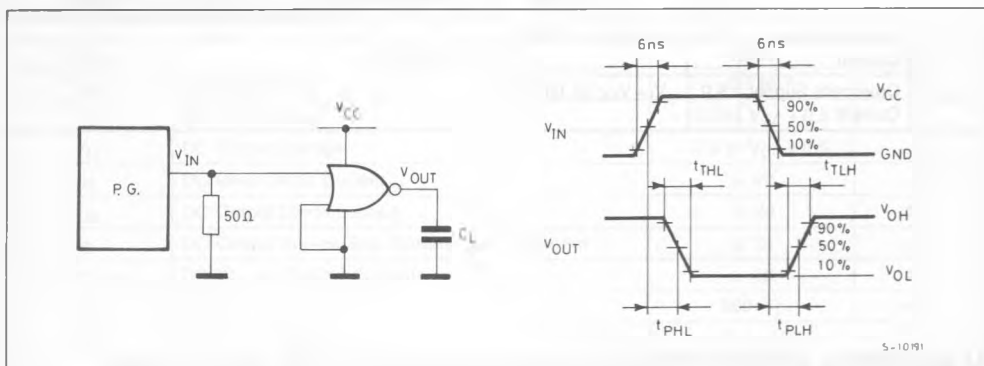 P.G.
V_IN
50Ω
V_CC
V_OUT
C_L
6ns
6ns
V_IN
V_CC
90%
50%
10%
GND
t_THL
t_TLH
V_OUT
V_OH
90%
50%
10%
V_OL
t_PHL
t_PLH
S-10191